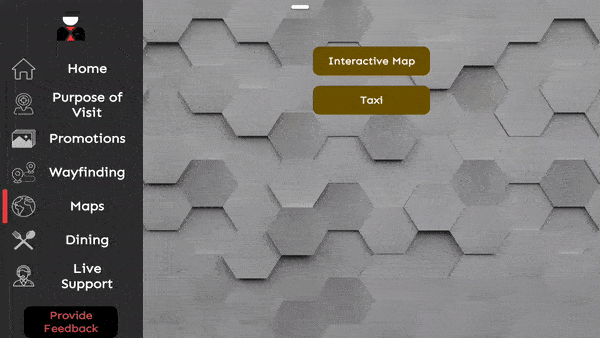 Home
Purpose of
Visit
Promotions
Wayfinding
Maps
Dining
Live
Support
Provide
Feedback
Interactive Map
Taxi